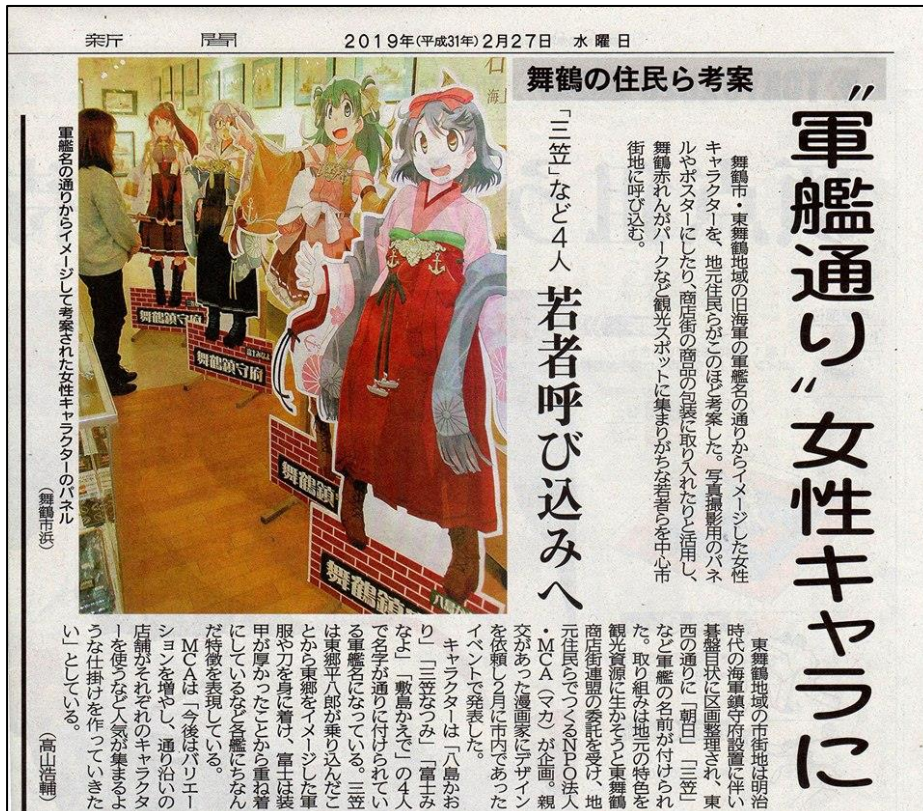 新聞
2019年(平成31年)2月27日 水曜日
舞鶴の住民ら考案
“軍艦通り”女性キャラに
「三笠」など4人 若者呼び込みへ
舞鶴市・東舞鶴地域の旧海軍の軍艦名の通りからイメージした女性
キャラクターを、地元住民らがこのほど考案した。写真撮影用のパネ
ルやポスターにしたり、商店街の商品の包装に取り入れたりと活用し、
舞鶴赤れんがパークなど観光スポットに集まりがちな若者らを中心市
街地に呼び込む。
軍艦名の通りからイメージして考案された女性キャラクターのパネル
(舞鶴市浜)
舞鶴鎮守府
舞鶴鎮守府
舞鶴鎮
舞鶴鎮
東舞鶴地域の市街地は明治
時代の海軍鎮守府設置に伴い
碁盤目状に区画整理され、東
西の通りに「朝日」「三笠」
など軍艦の名前が付けられ
た。取り組みは地元の特色を
観光資源に生かそうと東舞鶴
商店街連盟の委託を受け、地
元住民らでつくるNPO法人
・MCA(マカ)が企画。親
交があった漫画家にデザイン
を依頼し2月に市内であった
イベントで発表した。
キャラクターは「八島かお
り」「三笠なつみ」「富士み
なよ」「敷島かえで」の4人
で名字が通りに付けられてい
る軍艦名になっている。三笠
は東郷平八郎が乗り込んだこ
とから東郷をイメージした軍
服や刀を身に着け、富士は装
甲が厚かったことから重ね着
にしているなど各艦にちなん
だ特徴を表現している。
MCAは「今後はバリエー
ションを増やし、通り沿いの
店舗がそれぞれのキャラクタ
ーを使うなど人気が集まるよ
うな仕掛けを作っていきた
い」としている。
(高山浩輔)